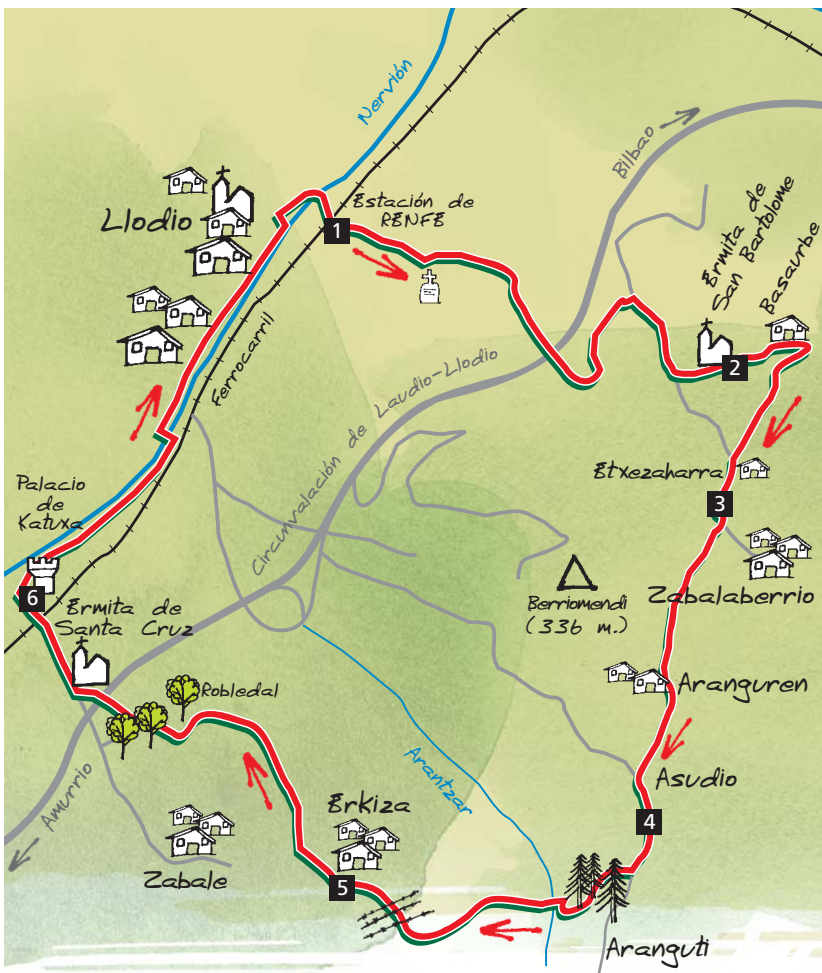 Nervión
Bilbao
Llodio
Estación de
RENFE
1
Ermita de
San Bartolome
Basaurbe
2
Ferrocarril
Circunvalación de Laudio-Llodio
Etxezaharra
3
Palacio
de
Katuxa
6
Ermita de
Santa Cruz
Berriomendi
(336 m.)
Zabalaberrio
Robledal
Aranguren
Arantzar
Asudio
4
Amurrio
Erkiza
Zabale
5
Aranguti